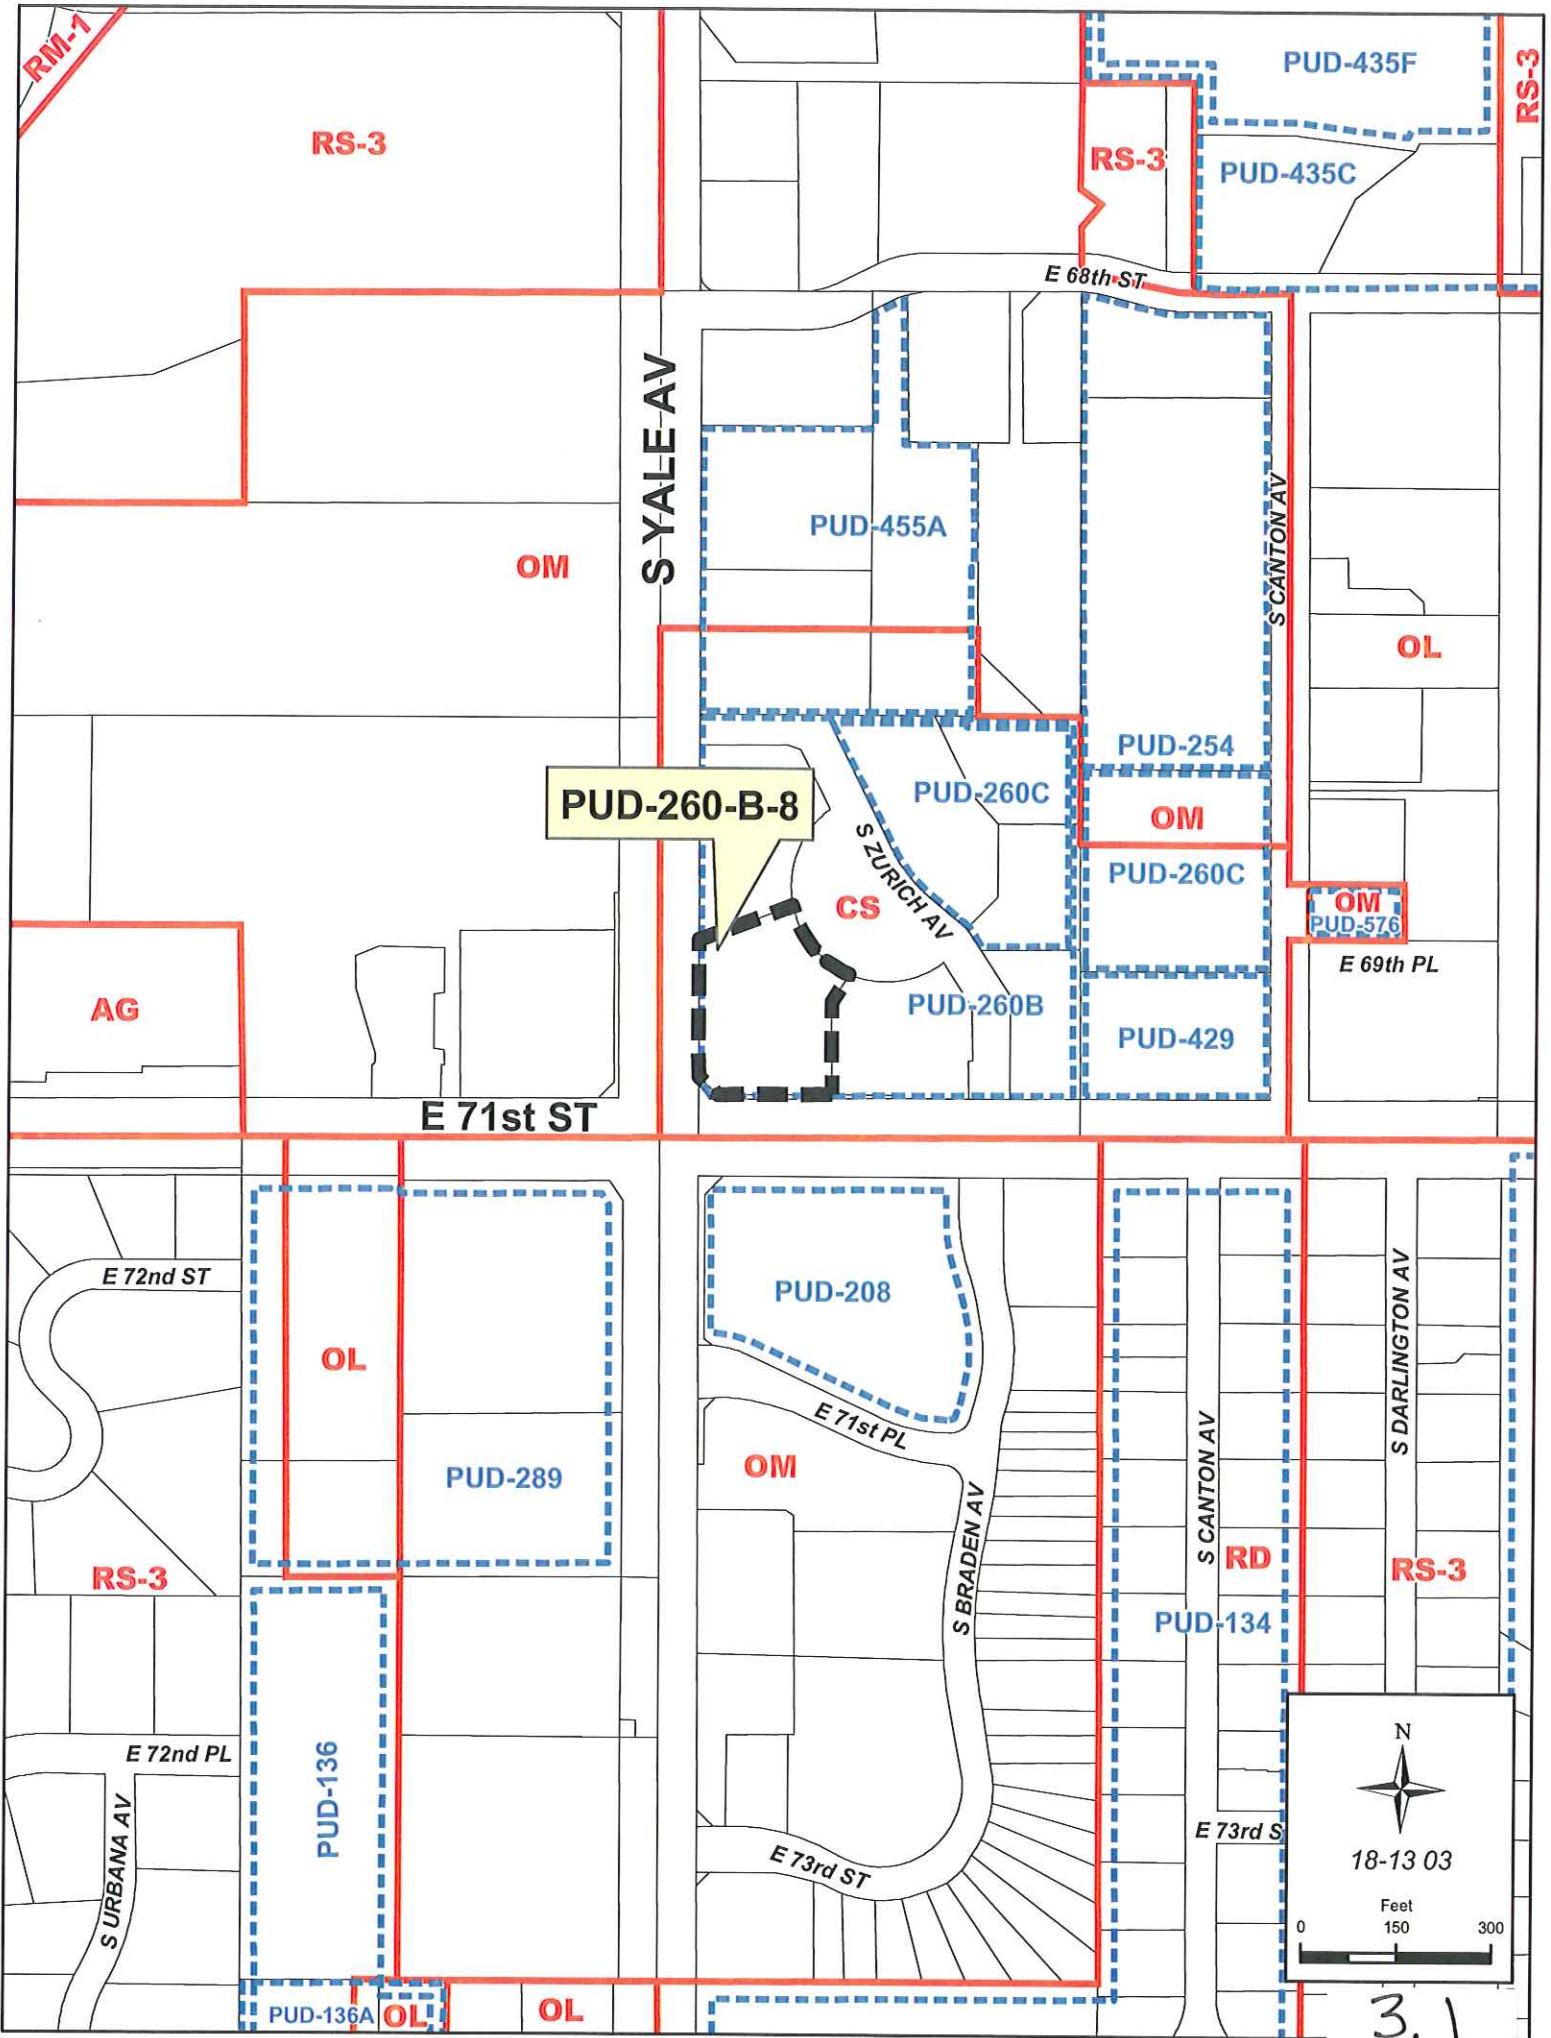 RM-1
RS-3
PUD-435F
RS-3
RS-3
PUD-435C
E 68th ST
S YALE AV
PUD-455A
S CANTON AV
OM
OL
PUD-254
PUD-260-B-8
PUD-260C
OM
S ZURICH AV
CS
PUD-260C
OM
PUD-576
E 69th PL
AG
PUD-260B
PUD-429
E 71st ST
E 72nd ST
PUD-208
OL
S DARLINGTON AV
E 71st PL
OM
PUD-289
S CANTON AV
S BRADEN AV
RS-3
RD
RS-3
PUD-134
E 72nd PL
PUD-136
S URBANA AV
E 73rd ST
E 73rd S
N
18-13 03
Feet
0 150 300
PUD-136A
OL
OL
3.1